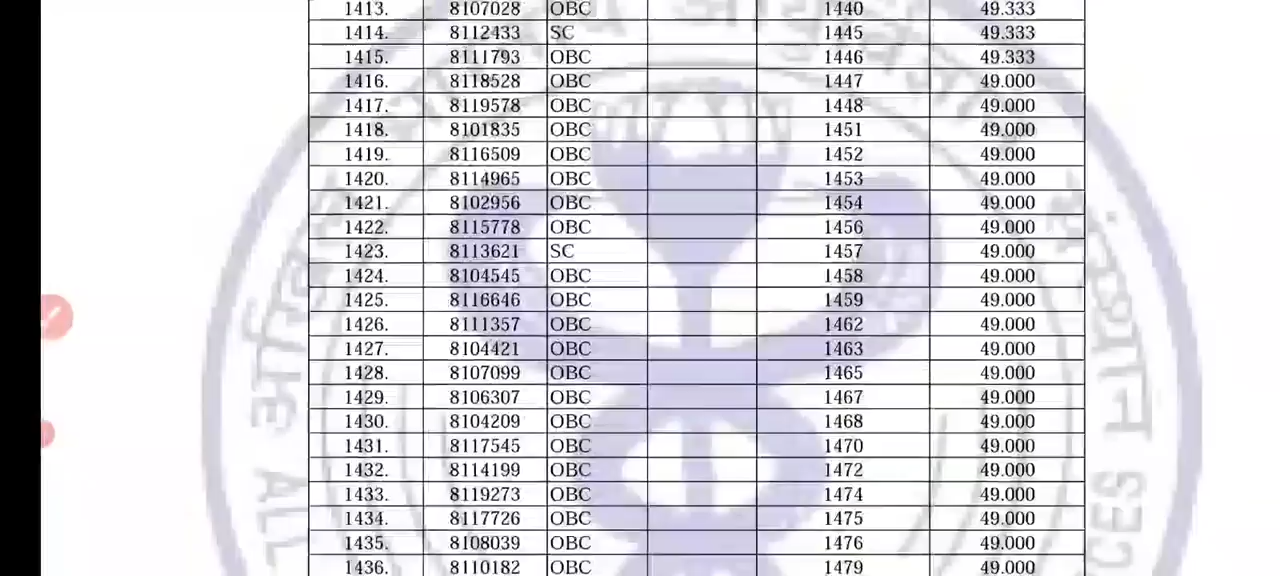 1413. 8107028 OBC 1440 49.333
1414. 8112433 SC 1445 49.333
1415. 8111793 OBC 1446 49.333
1416. 8118528 OBC 1447 49.000
1417. 8119578 OBC 1448 49.000
1418. 8101835 OBC 1451 49.000
1419. 8116509 OBC 1452 49.000
1420. 8114965 OBC 1453 49.000
1421. 8102956 OBC 1454 49.000
1422. 8115778 OBC 1456 49.000
1423. 8113621 SC 1457 49.000
1424. 8104545 OBC 1458 49.000
1425. 8116646 OBC 1459 49.000
1426. 8111357 OBC 1462 49.000
1427. 8104421 OBC 1463 49.000
1428. 8107099 OBC 1465 49.000
1429. 8106307 OBC 1467 49.000
1430. 8104209 OBC 1468 49.000
1431. 8117545 OBC 1470 49.000
1432. 8114199 OBC 1472 49.000
1433. 8119273 OBC 1474 49.000
1434. 8117726 OBC 1475 49.000
1435. 8108039 OBC 1476 49.000
1436. 8110182 OBC 1479 49.000
ALL